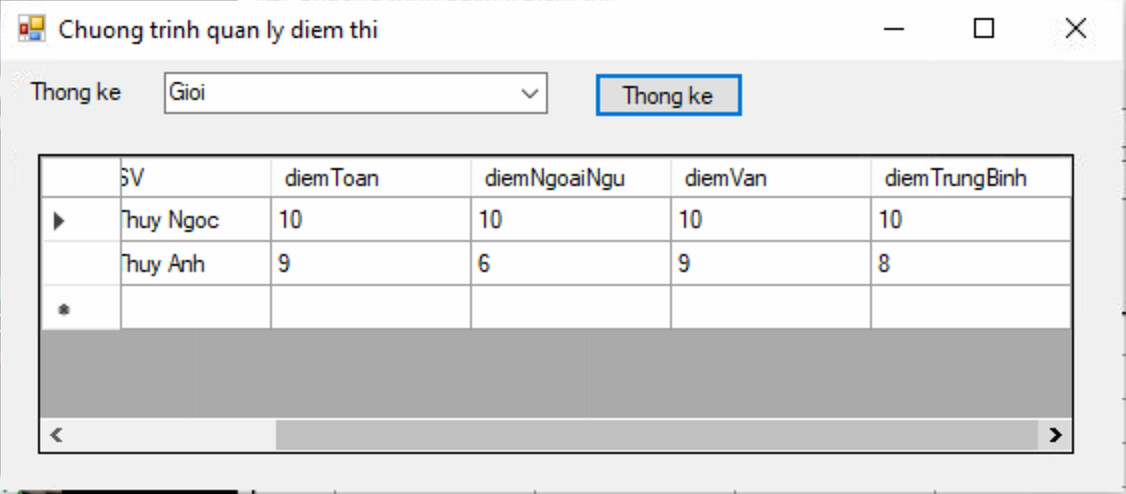 Chuong trinh quan ly diem thi
Thong ke Gioi Thong ke
SV diemToan diemNgoaiNgu diemVan diemTrungBinh
Thuy Ngoc 10 10 10 10
Thuy Anh 9 6 9 8